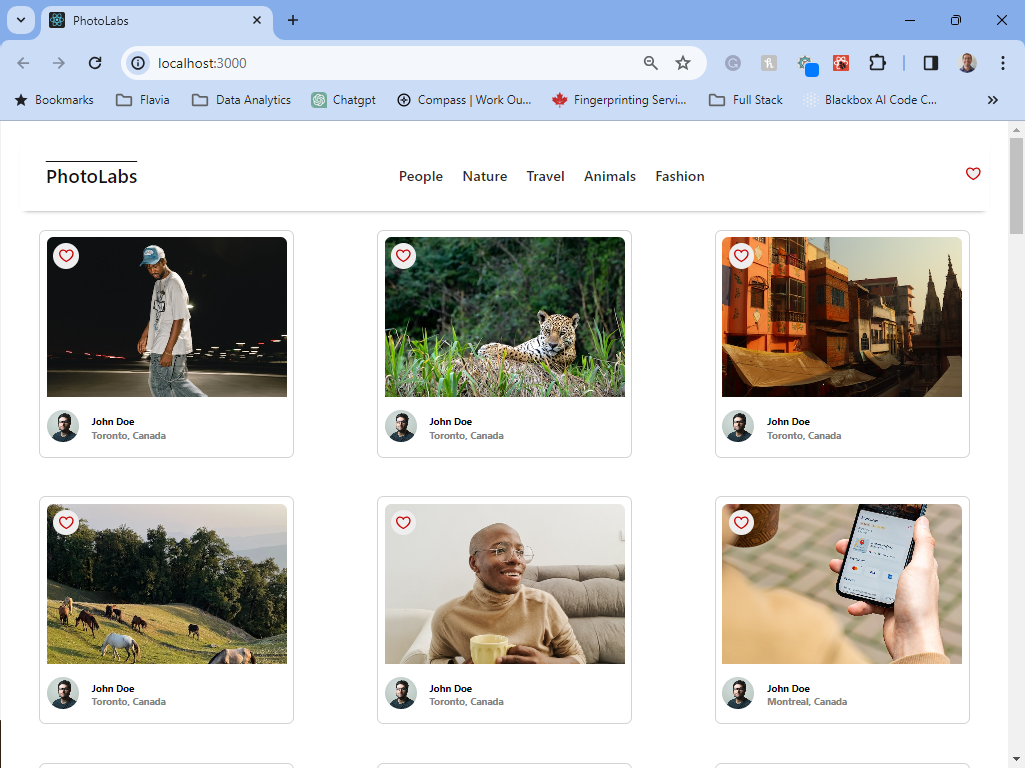 PhotoLabs
localhost:3000
Bookmarks Flavia Data Analytics Chatgpt Compass | Work Ou... Fingerprinting Servi... Full Stack Blackbox AI Code C...
PhotoLabs People Nature Travel Animals Fashion
John Doe
Toronto, Canada
John Doe
Toronto, Canada
John Doe
Toronto, Canada
John Doe
Toronto, Canada
John Doe
Toronto, Canada
John Doe
Montreal, Canada